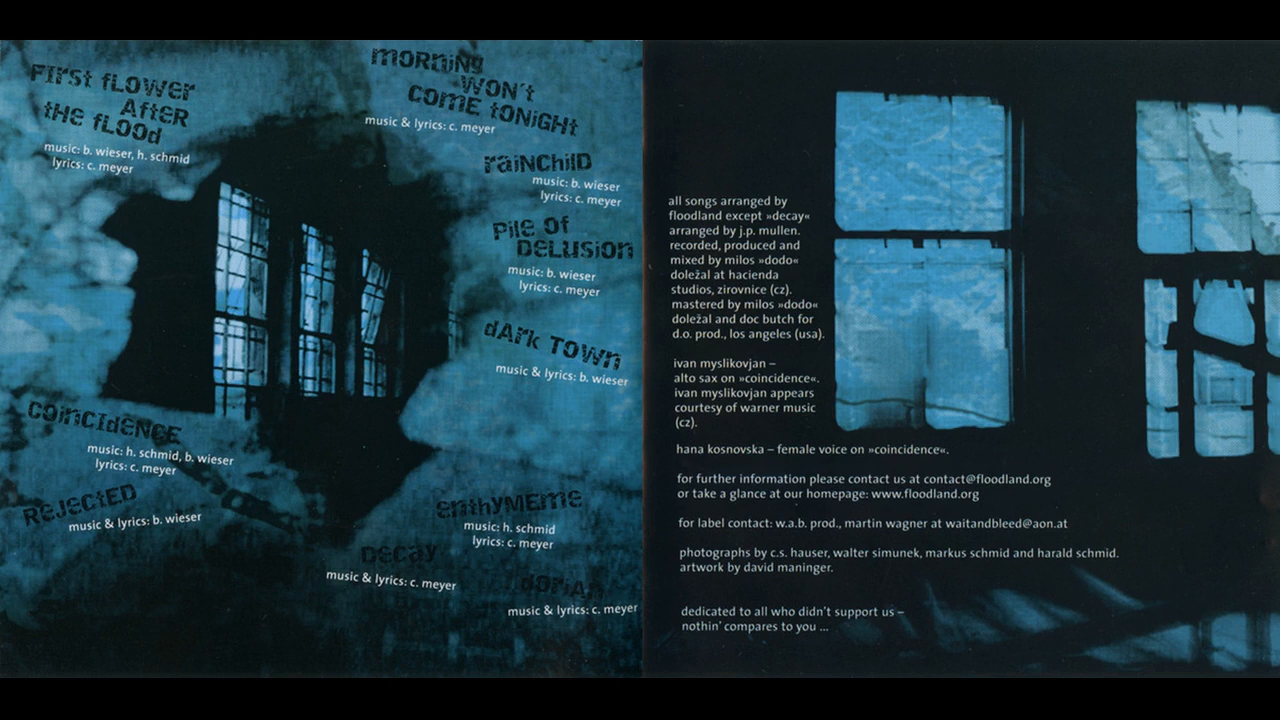 First flower
After
the flood
music: b. wieser, h. schmid
lyrics: c. meyer
morning
won't
come tonight
music & lyrics: c. meyer
rainchild
music: b. wieser
lyrics: c. meyer
Pile of
Delusion
music: b. wieser
lyrics: c. meyer
dark Town
music & lyrics: b. wieser
coincidence
music: h. schmid, b. wieser
lyrics: c. meyer
Rejected
music & lyrics: b. wieser
enthyMEme
music: h. schmid
lyrics: c. meyer
Decay
music & lyrics: c. meyer
dorian
music & lyrics: c. meyer
all songs arranged by
floodland except »decay«
arranged by j.p. mullen.
recorded, produced and
mixed by milos »dodo«
doležal at hacienda
studios, zirovnice (cz).
mastered by milos »dodo«
doležal and doc butch for
d.o. prod., los angeles (usa).
ivan myslikovjan –
alto sax on »coincidence«.
ivan myslikovjan appears
courtesy of warner music
(cz).
hana kosnovska – female voice on »coincidence«.
for further information please contact us at contact@floodland.org
or take a glance at our homepage: www.floodland.org
for label contact: w.a.b. prod., martin wagner at waitandbleed@aon.at
photographs by c.s. hauser, walter simunek, markus schmid and harald schmid.
artwork by david maninger.
dedicated to all who didn't support us –
nothin' compares to you ...